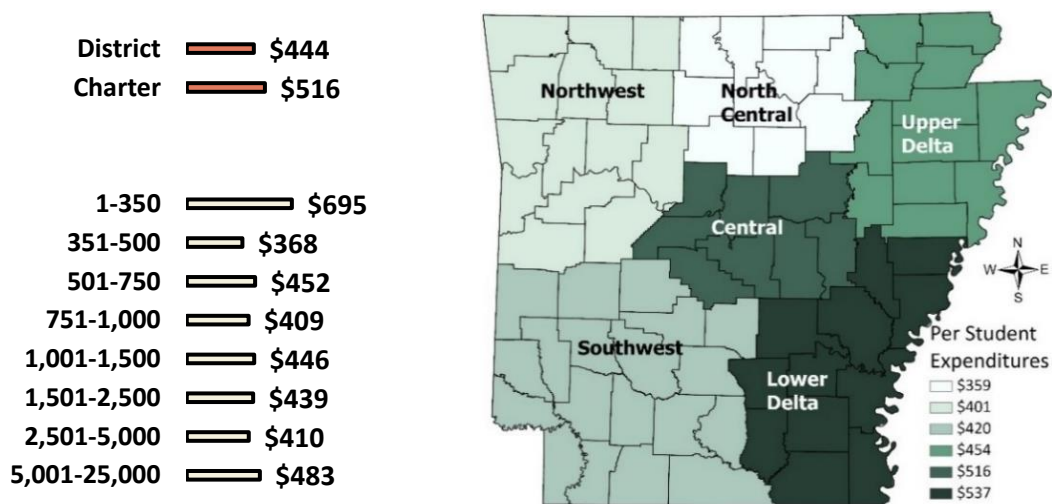 District $444
Charter $516
1-350 $695
351-500 $368
501-750 $452
751-1,000 $409
1,001-1,500 $446
1,501-2,500 $439
2,501-5,000 $410
5,001-25,000 $483
Northwest
North
Central
Upper
Delta
Central
Southwest
Lower
Delta
N
W E
S
Per Student
Expenditures
$359
$401
$420
$454
$516
$537